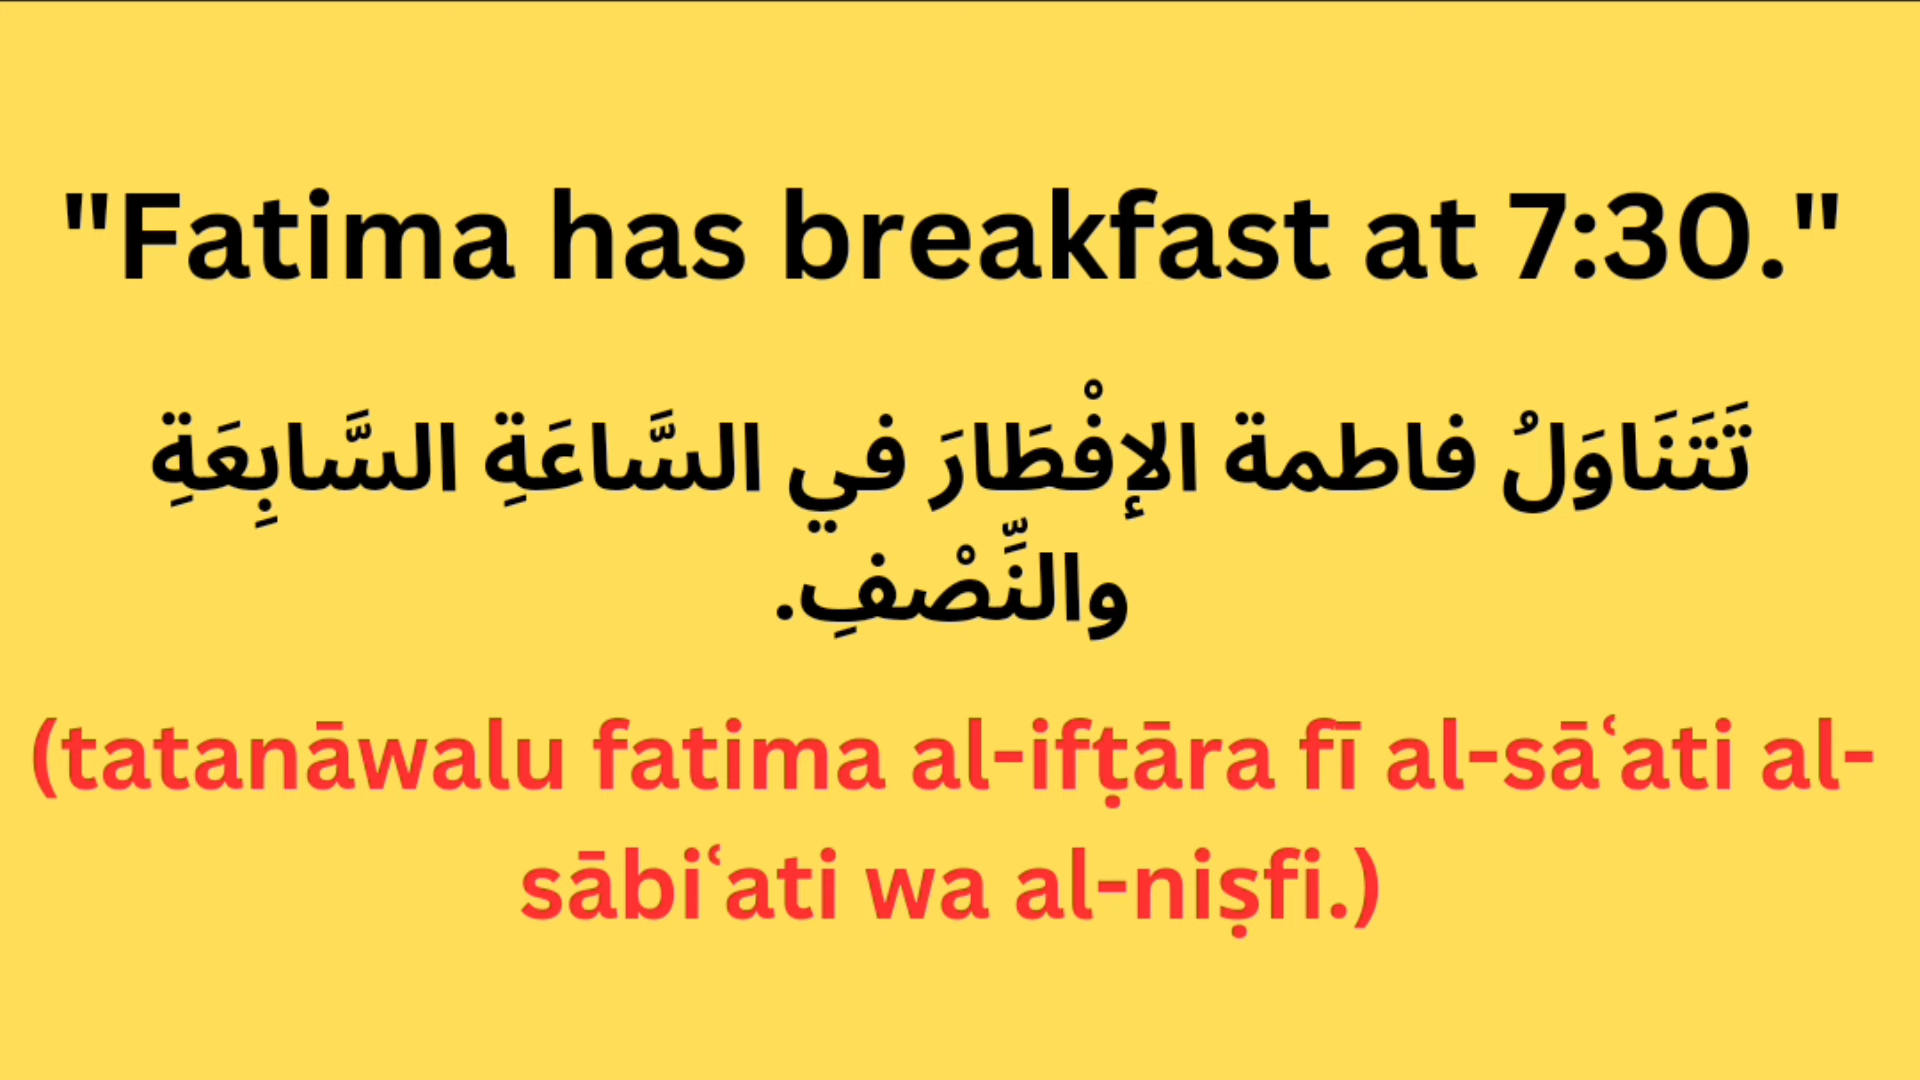 "Fatima has breakfast at 7:30."
تَتَنَاوَلُ فاطمة الإفْطَارَ في السَّاعَةِ السَّابِعَةِ
والنِّصْفِ.
(tatanāwalu fatima al-ifṭāra fī al-sāʿati al-
sābiʿati wa al-niṣfi.)